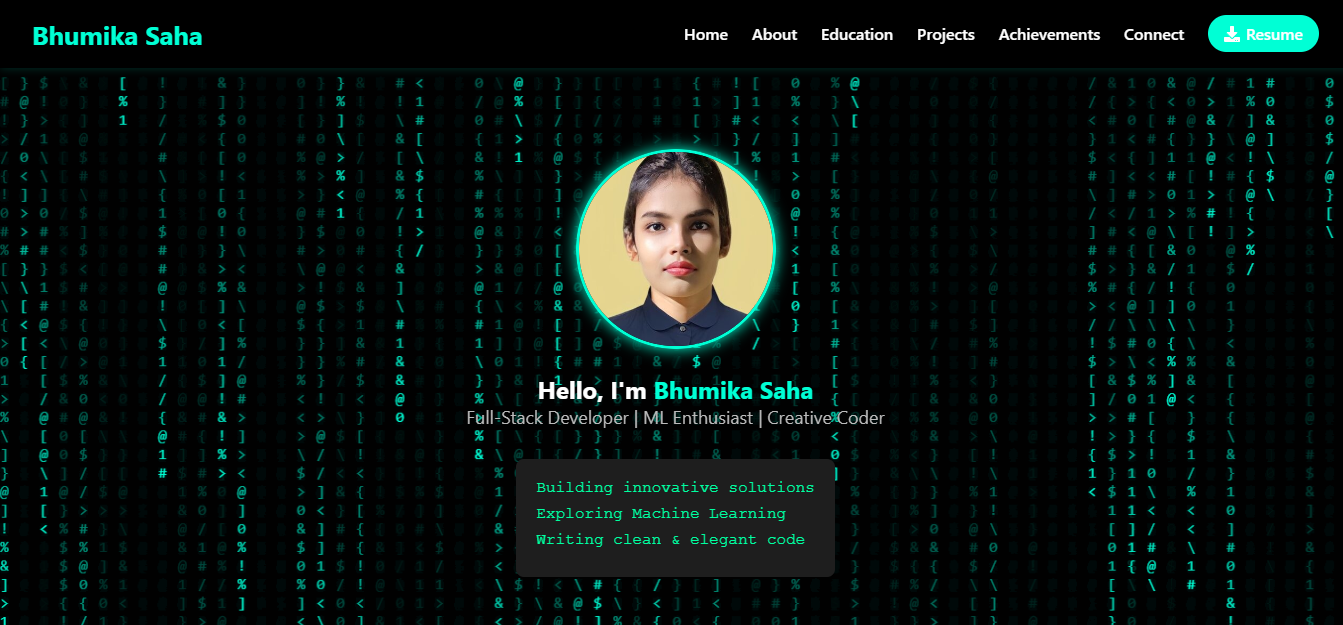 Bhumika Saha
Home About Education Projects Achievements Connect Resume
Hello, I'm Bhumika Saha
Full-Stack Developer | ML Enthusiast | Creative Coder
Building innovative solutions
Exploring Machine Learning
Writing clean & elegant code